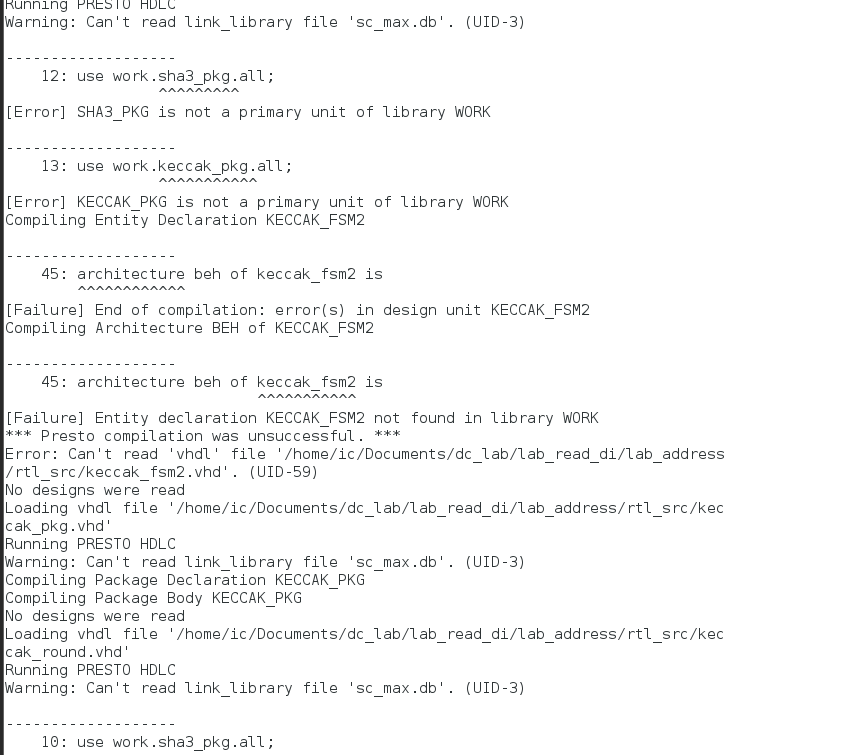 Running PRESTO HDLC
Warning: Can't read link_library file 'sc_max.db'. (UID-3)
-------------------
    12: use work.sha3_pkg.all;
                 ^^^^^^^^^
[Error] SHA3_PKG is not a primary unit of library WORK
-------------------
    13: use work.keccak_pkg.all;
                 ^^^^^^^^^^^
[Error] KECCAK_PKG is not a primary unit of library WORK
Compiling Entity Declaration KECCAK_FSM2
-------------------
    45: architecture beh of keccak_fsm2 is
        ^^^^^^^^^^^^
[Failure] End of compilation: error(s) in design unit KECCAK_FSM2
Compiling Architecture BEH of KECCAK_FSM2
-------------------
    45: architecture beh of keccak_fsm2 is
                            ^^^^^^^^^^^
[Failure] Entity declaration KECCAK_FSM2 not found in library WORK
*** Presto compilation was unsuccessful. ***
Error: Can't read 'vhdl' file '/home/ic/Documents/dc_lab/lab_read_di/lab_address
/rtl_src/keccak_fsm2.vhd'. (UID-59)
No designs were read
Loading vhdl file '/home/ic/Documents/dc_lab/lab_read_di/lab_address/rtl_src/kec
cak_pkg.vhd'
Running PRESTO HDLC
Warning: Can't read link_library file 'sc_max.db'. (UID-3)
Compiling Package Declaration KECCAK_PKG
Compiling Package Body KECCAK_PKG
No designs were read
Loading vhdl file '/home/ic/Documents/dc_lab/lab_read_di/lab_address/rtl_src/kec
cak_round.vhd'
Running PRESTO HDLC
Warning: Can't read link_library file 'sc_max.db'. (UID-3)
-------------------
    10: use work.sha3_pkg.all;